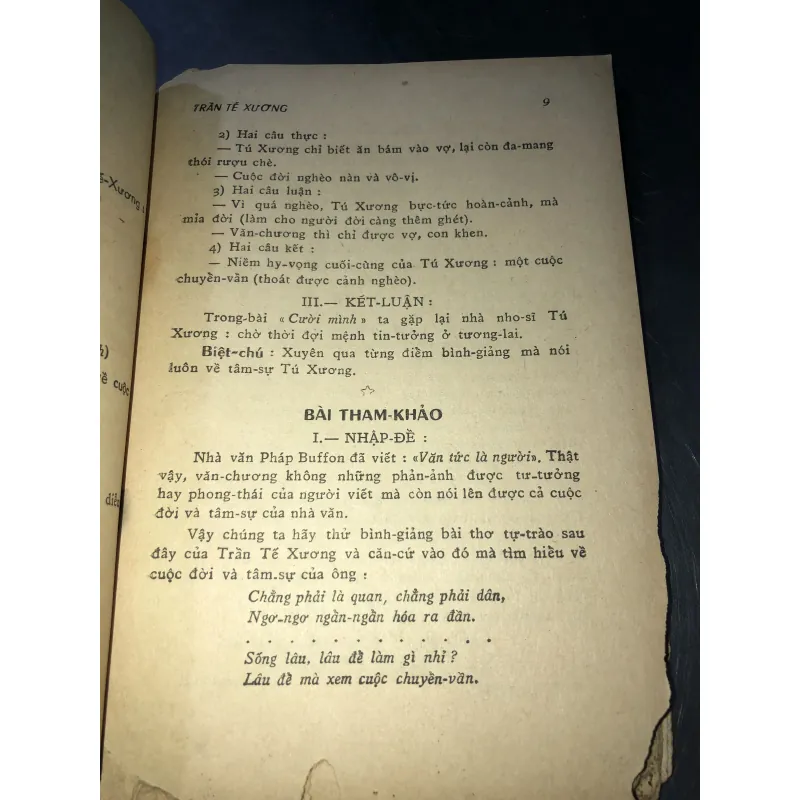 TRẦN TẾ XƯƠNG 9
2) Hai câu thực :
— Tú Xương chỉ biết ăn bám vào vợ, lại còn đa-mang
thói rượu chè.
— Cuộc đời nghèo nàn và vô-vị.
3) Hai câu luận :
— Vì quá nghèo, Tú Xương bực-tức hoàn-cảnh, mà
mỉa đời (làm cho người đời càng thêm ghét).
— Văn-chương thì chỉ được vợ, con khen.
4) Hai câu kết :
— Niềm hy-vọng cuối-cùng của Tú Xương : một cuộc
chuyển-vần (thoát được cảnh nghèo).
III.— KẾT-LUẬN :
Trong-bài « Cười mình » ta gặp lại nhà nho-sĩ Tú
Xương : chờ thời đợi mệnh tin-tưởng ở tương-lai.
Biệt-chú : Xuyên qua từng điểm bình-giảng mà nói
luôn về tâm-sự Tú Xương.
BÀI THAM-KHẢO
I.— NHẬP-ĐỀ :
Nhà văn Pháp Buffon đã viết : «Văn tức là người». Thật
vậy, văn-chương không những phản-ảnh được tư-tưởng
hay phong-thái của người viết mà còn nói lên được cả cuộc
đời và tâm-sự của nhà văn.
Vậy chúng ta hãy thử bình-giảng bài thơ tự-trào sau
đây của Trần Tế Xương và căn-cứ vào đó mà tìm hiểu về
cuộc đời và tâm-sự của ông :
Chẳng phải là quan, chẳng phải dân,
Ngơ-ngơ ngẩn-ngẩn hóa ra đần.
. . . . . . . . . . . .
Sống lâu, lâu để làm gì nhỉ ?
Lâu để mà xem cuộc chuyển-vần.
-Xương :
)
về cuộc
diễ